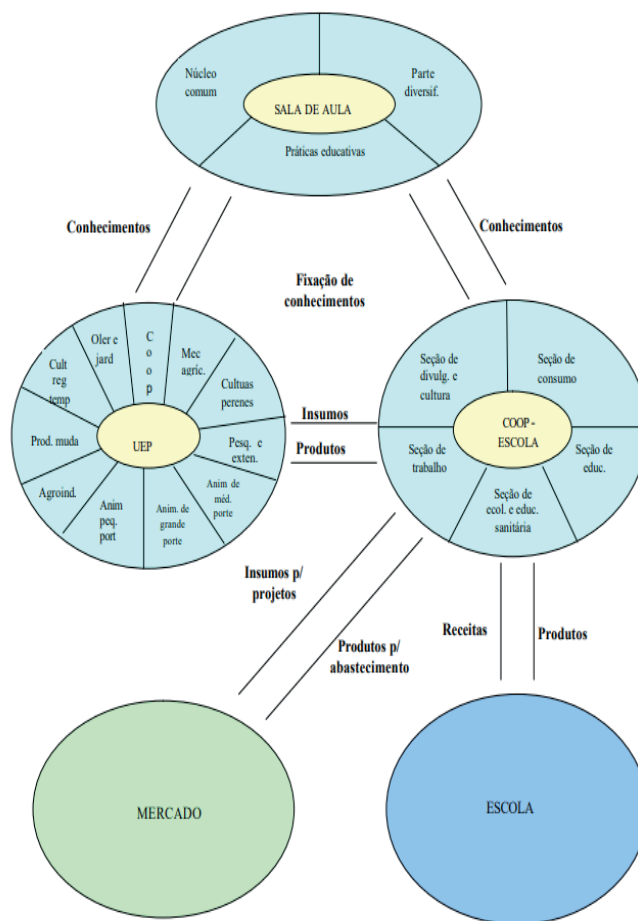 Núcleo
comum
Parte
diversif.
SALA DE AULA
Práticas educativas
Conhecimentos
Conhecimentos
Fixação de
conhecimentos
Cult
reg
temp
Oler e
jard
C
o
o
p
Mec
agríc.
Cultuas
perenes
Prod. muda
UEP
Pesq. e
exten.
Agroind.
Anim
peq.
port
Anim. de
grande
porte
Anim de
méd.
porte
Insumos
Produtos
Seção de
divulg. e
cultura
Seção de
consumo
COOP -
ESCOLA
Seção de
trabalho
Seção de
educ.
Seção de
ecol. e educ.
sanitária
Insumos p/
projetos
Produtos p/
abastecimento
Receitas
Produtos
MERCADO
ESCOLA